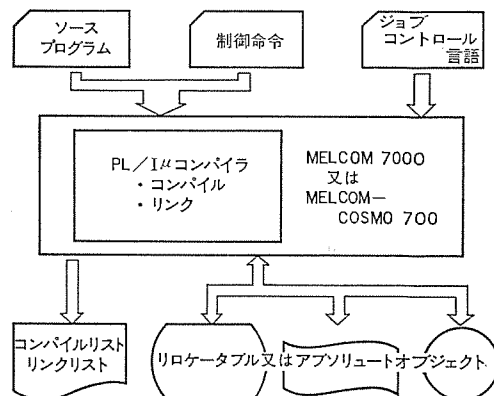 ソース
プログラム
制御命令
ジョブ
コントロール
言語
PL／Iμコンパイラ
・コンパイル
・リンク
MELCOM 7000
又は
MELCOM－
COSMO 700
コンパイルリスト
リンクリスト
リロケータブル又はアブソリュートオブジェクト